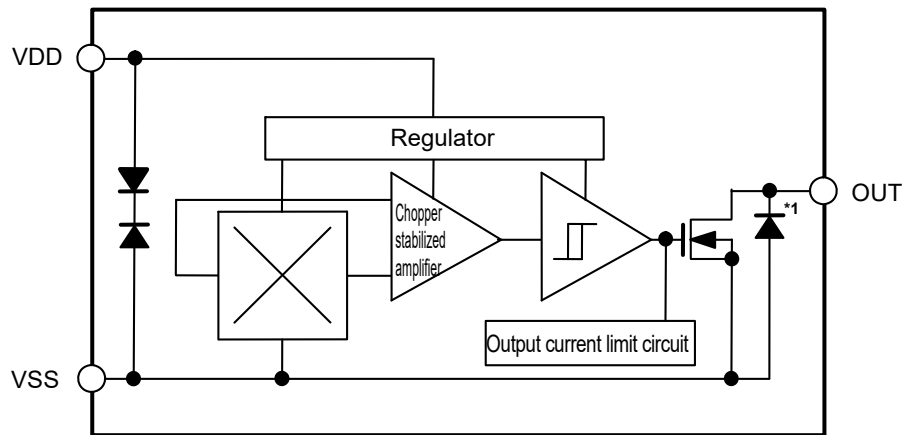 VDD
Regulator
OUT
*1
Chopper
stabilized
amplifier
Output current limit circuit
VSS